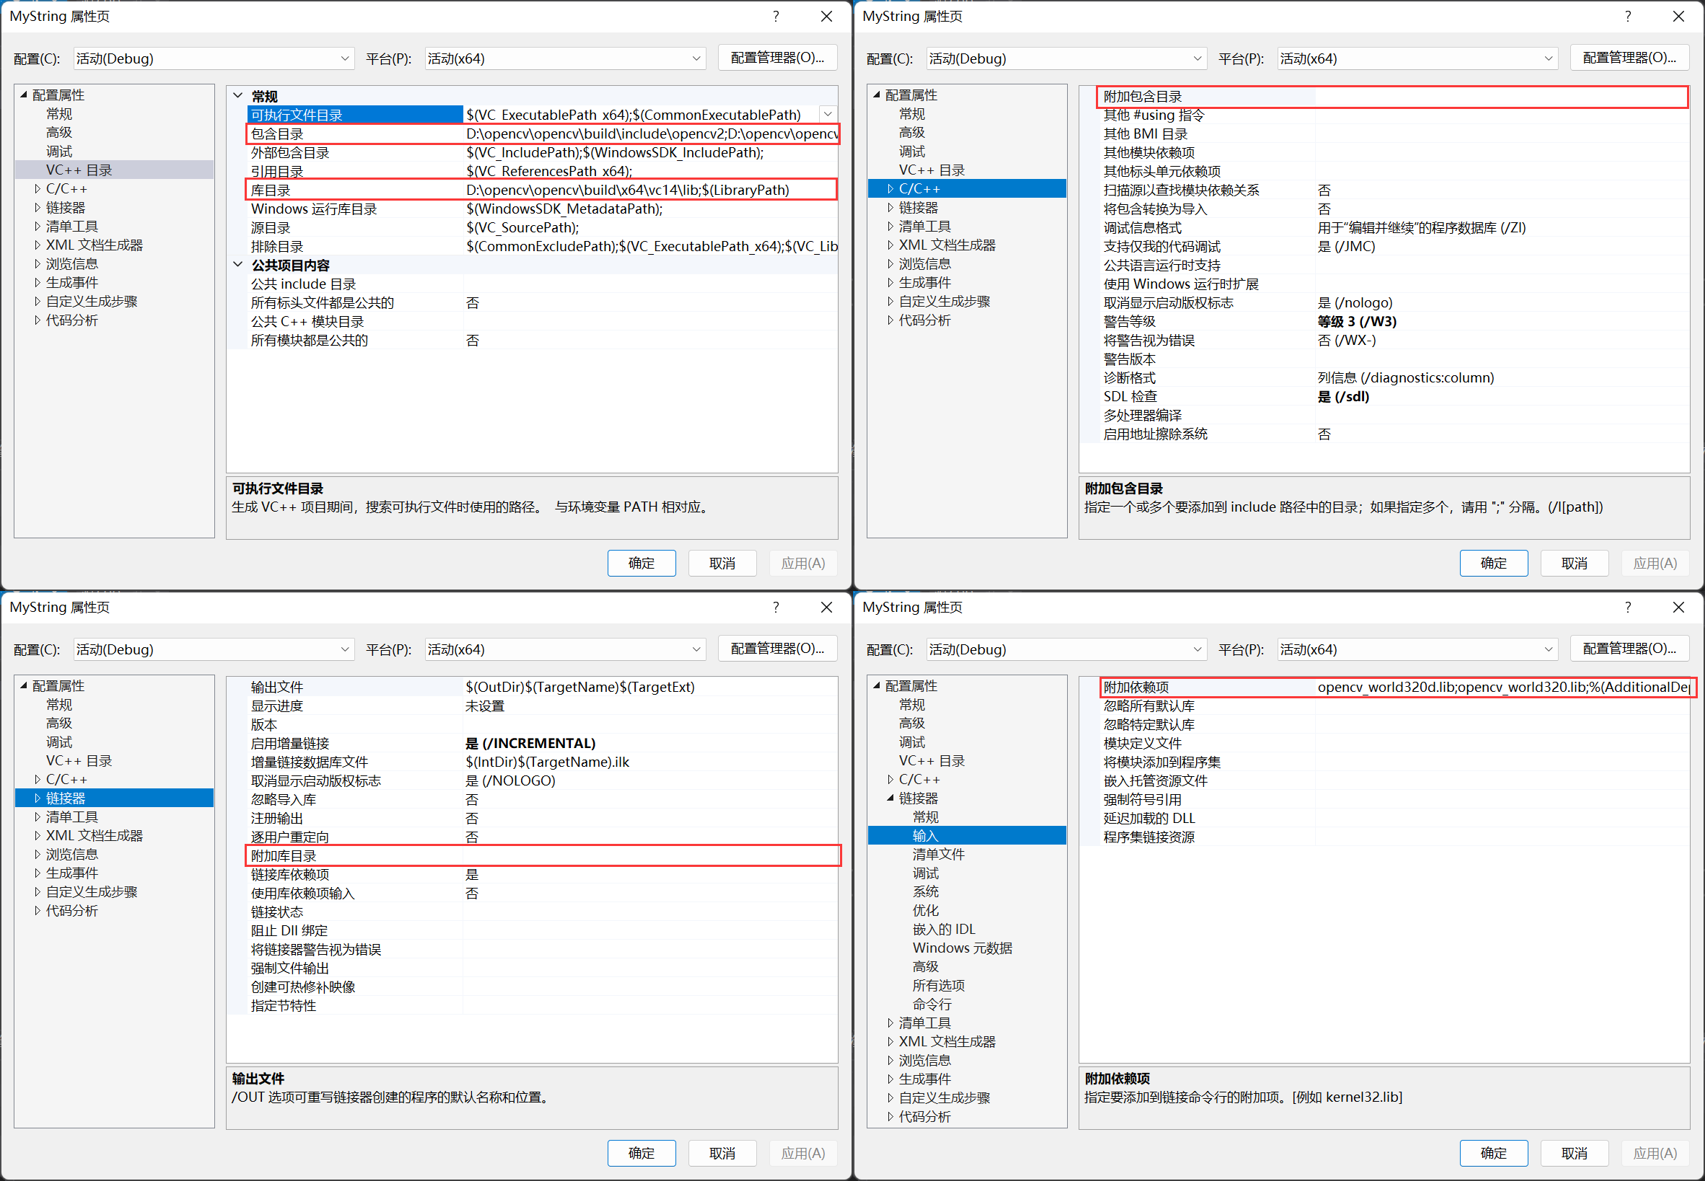 MyString 属性页
?
配置(C):
活动(Debug)
平台(P):
活动(x64)
配置管理器(O)...
配置属性
常规
高级
调试
VC++ 目录
C/C++
链接器
清单工具
XML 文档生成器
浏览信息
生成事件
自定义生成步骤
代码分析
常规
可执行文件目录 $(VC_ExecutablePath_x64);$(CommonExecutablePath)
包含目录 D:\opencv\opencv\build\include\opencv2;D:\opencv\opencv
外部包含目录 $(VC_IncludePath);$(WindowsSDK_IncludePath);
引用目录 $(VC_ReferencesPath_x64);
库目录 D:\opencv\opencv\build\x64\vc14\lib;$(LibraryPath)
Windows 运行库目录 $(WindowsSDK_MetadataPath);
源目录 $(VC_SourcePath);
排除目录 $(CommonExcludePath);$(VC_ExecutablePath_x64);$(VC_Lib
公共项目内容
公共 include 目录
所有标头文件都是公共的 否
公共 C++ 模块目录
所有模块都是公共的 否
可执行文件目录
生成 VC++ 项目期间，搜索可执行文件时使用的路径。 与环境变量 PATH 相对应。
确定
取消
应用(A)
MyString 属性页
?
配置(C):
活动(Debug)
平台(P):
活动(x64)
配置管理器(O)...
配置属性
常规
高级
调试
VC++ 目录
C/C++
链接器
清单工具
XML 文档生成器
浏览信息
生成事件
自定义生成步骤
代码分析
附加包含目录
其他 #using 指令
其他 BMI 目录
其他模块依赖项
其他标头单元依赖项
扫描源以查找模块依赖关系 否
将包含转换为导入 否
调试信息格式 用于“编辑并继续”的程序数据库 (/ZI)
支持仅我的代码调试 是 (/JMC)
公共语言运行时支持
使用 Windows 运行时扩展
取消显示启动版权标志 是 (/nologo)
警告等级 等级 3 (/W3)
将警告视为错误 否 (/WX-)
警告版本
诊断格式 列信息 (/diagnostics:column)
SDL 检查 是 (/sdl)
多处理器编译
启用地址擦除系统 否
附加包含目录
指定一个或多个要添加到 include 路径中的目录；如果指定多个，请用 ";" 分隔。(/I[path])
确定
取消
应用(A)
MyString 属性页
?
配置(C):
活动(Debug)
平台(P):
活动(x64)
配置管理器(O)...
配置属性
常规
高级
调试
VC++ 目录
C/C++
链接器
清单工具
XML 文档生成器
浏览信息
生成事件
自定义生成步骤
代码分析
输出文件 $(OutDir)$(TargetName)$(TargetExt)
显示进度 未设置
版本
启用增量链接 是 (/INCREMENTAL)
增量链接数据库文件 $(IntDir)$(TargetName).ilk
取消显示启动版权标志 是 (/NOLOGO)
忽略导入库 否
注册输出 否
逐用户重定向 否
附加库目录
链接库依赖项 是
使用库依赖项输入 否
链接状态
阻止 Dll 绑定
将链接器警告视为错误
强制文件输出
创建可热修补映像
指定节特性
输出文件
/OUT 选项可重写链接器创建的程序的默认名称和位置。
确定
取消
应用(A)
MyString 属性页
?
配置(C):
活动(Debug)
平台(P):
活动(x64)
配置管理器(O)...
配置属性
常规
高级
调试
VC++ 目录
C/C++
链接器
常规
输入
清单文件
调试
系统
优化
嵌入的 IDL
Windows 元数据
高级
所有选项
命令行
清单工具
XML 文档生成器
浏览信息
生成事件
自定义生成步骤
代码分析
附加依赖项 opencv_world320d.lib;opencv_world320.lib;%(AdditionalDep
忽略所有默认库
忽略特定默认库
模块定义文件
将模块添加到程序集
嵌入托管资源文件
强制符号引用
延迟加载的 DLL
程序集链接资源
附加依赖项
指定要添加到链接命令行的附加项。[例如 kernel32.lib]
确定
取消
应用(A)